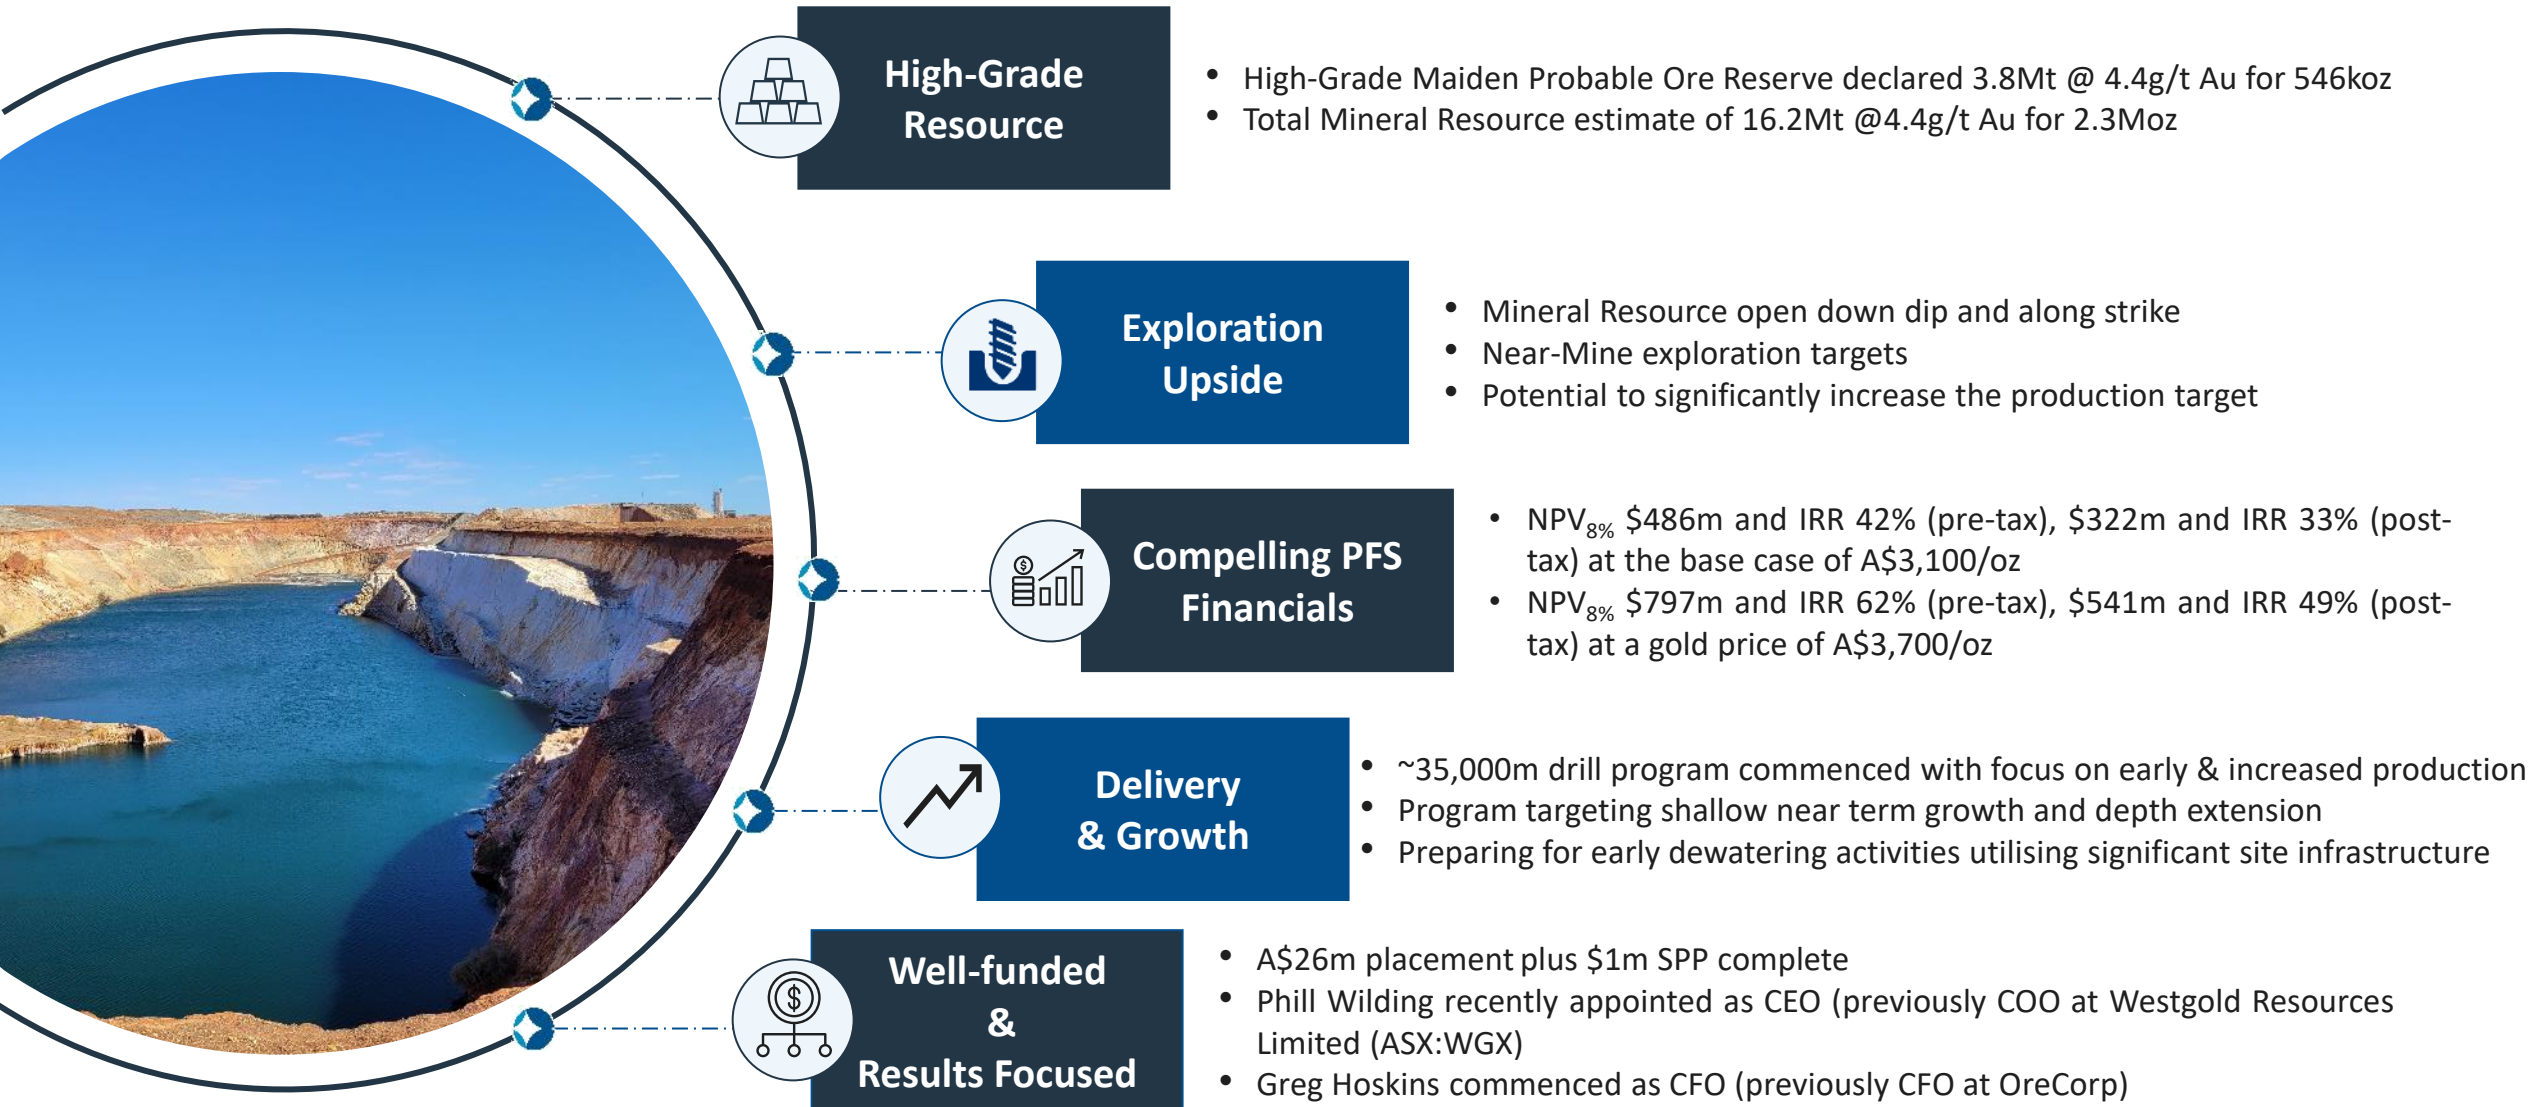 High-Grade
Resource
• High-Grade Maiden Probable Ore Reserve declared 3.8Mt @ 4.4g/t Au for 546koz
• Total Mineral Resource estimate of 16.2Mt @4.4g/t Au for 2.3Moz
Exploration
Upside
• Mineral Resource open down dip and along strike
• Near-Mine exploration targets
• Potential to significantly increase the production target
Compelling PFS
Financials
• NPV8% $486m and IRR 42% (pre-tax), $322m and IRR 33% (post-
tax) at the base case of A$3,100/oz
• NPV8% $797m and IRR 62% (pre-tax), $541m and IRR 49% (post-
tax) at a gold price of A$3,700/oz
Delivery
& Growth
• ~35,000m drill program commenced with focus on early & increased production
• Program targeting shallow near term growth and depth extension
• Preparing for early dewatering activities utilising significant site infrastructure
Well-funded
&
Results Focused
• A$26m placement plus $1m SPP complete
• Phill Wilding recently appointed as CEO (previously COO at Westgold Resources
Limited (ASX:WGX)
• Greg Hoskins commenced as CFO (previously CFO at OreCorp)